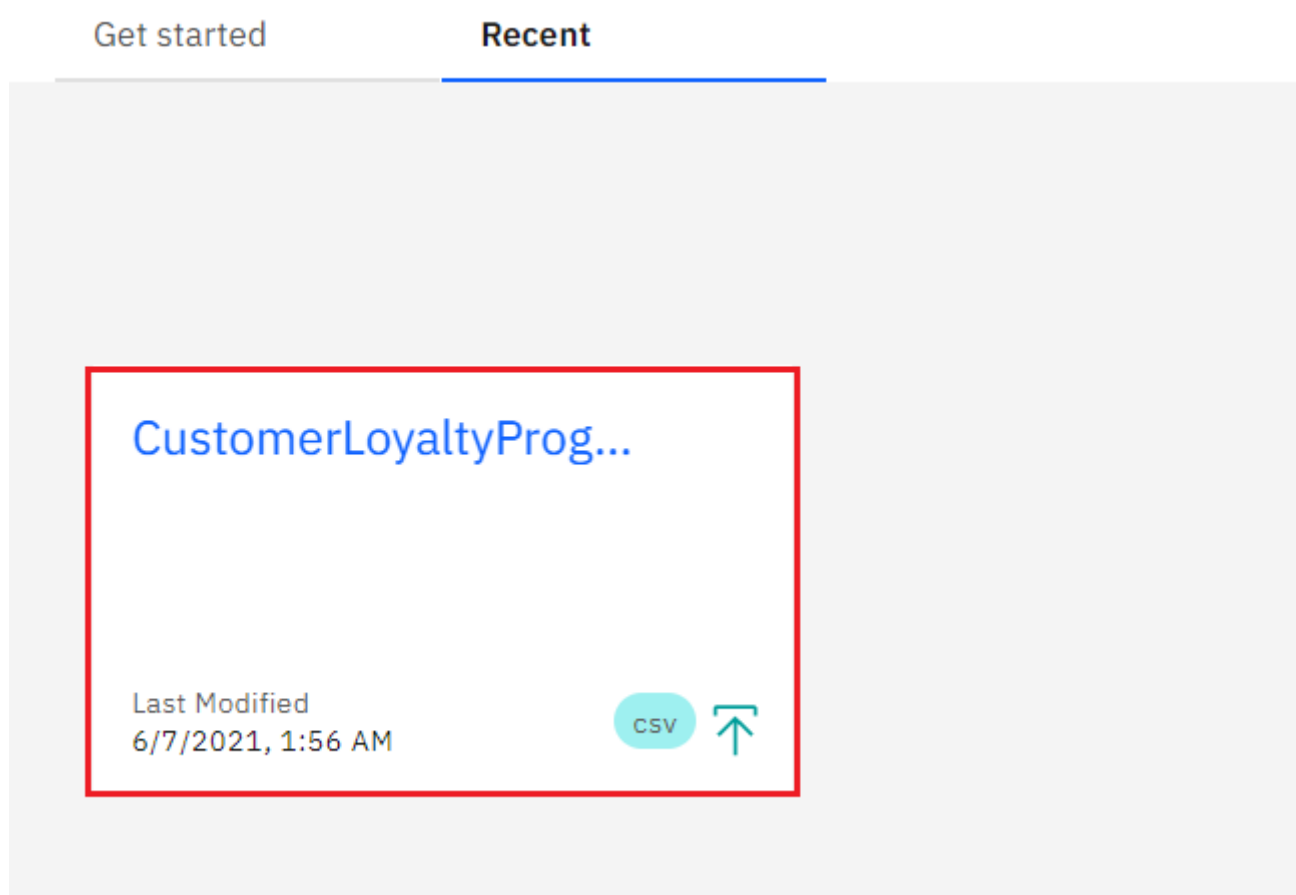 Get started Recent
CustomerLoyaltyProg...
Last Modified
6/7/2021, 1:56 AM csv